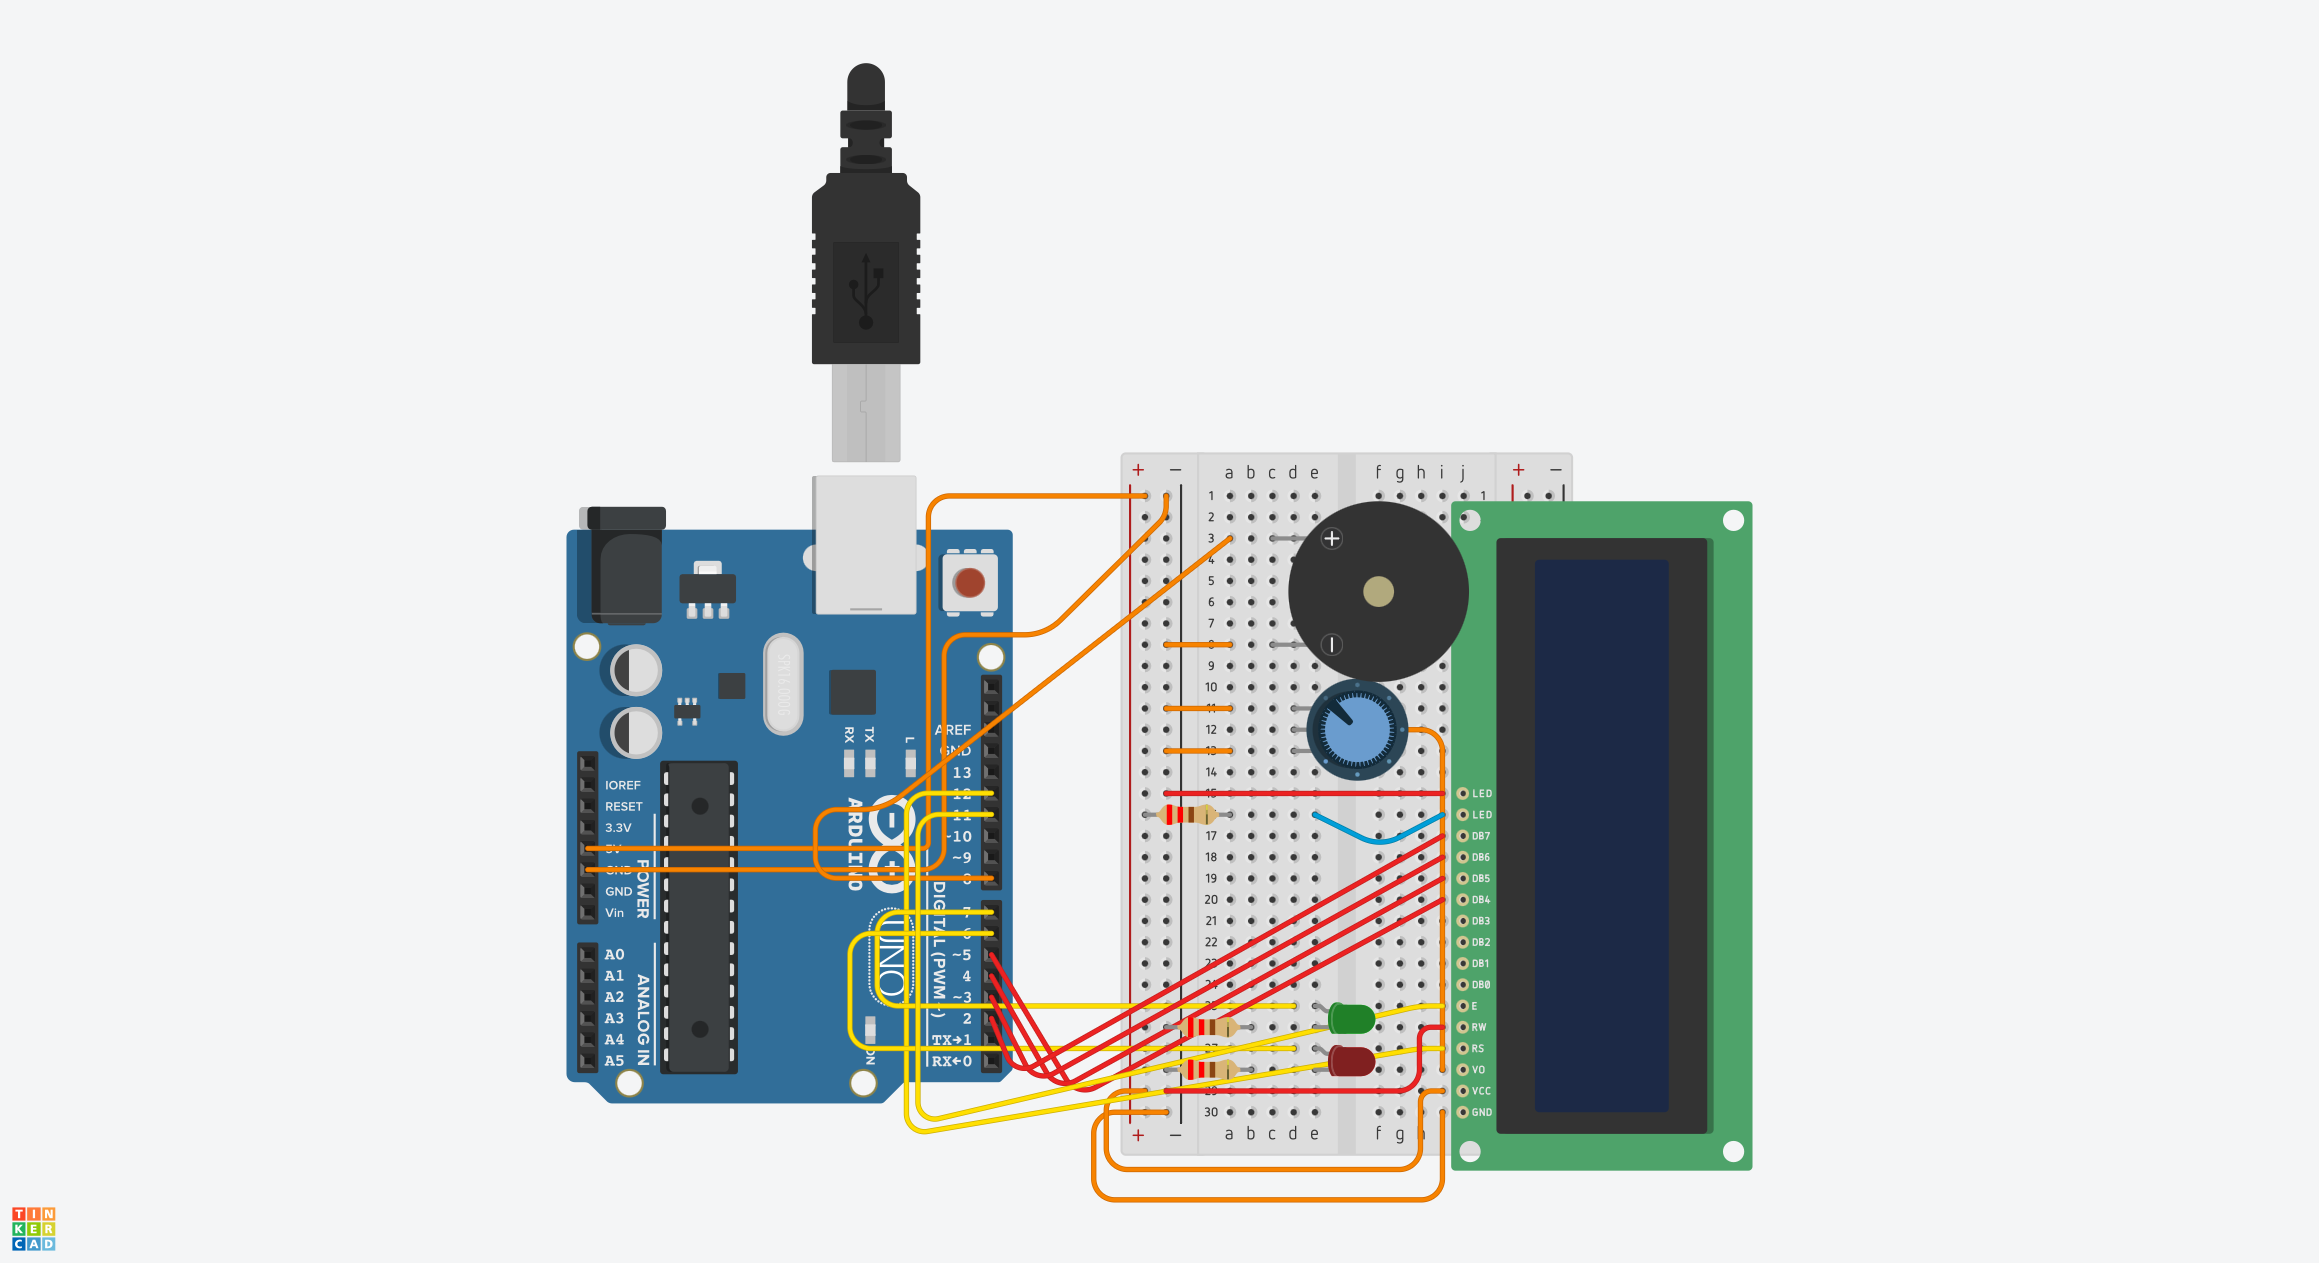 + − a b c d e f g h i j + −
1 1
2
3
4
5
6
7
9
10
11
12
13
14
15
17
18
19
20
21
22
23
24
25
27
29
30
+ − a b c d e f g h
+
SPK16.000G
RX TX L
AREF
GND
13
12
11
~10
~9
8
7
6
~5
4
~3
2
TX→1
RX←0
DIGITAL (PWM~)
ARDUINO
UNO
ON
IOREF
RESET
3.3V
5V
GND
GND
Vin
POWER
A0
A1
A2
A3
A4
A5
ANALOG IN
LED
LED
DB7
DB6
DB5
DB4
DB3
DB2
DB1
DB0
E
RW
RS
VO
VCC
GND
TIN
KER
CAD